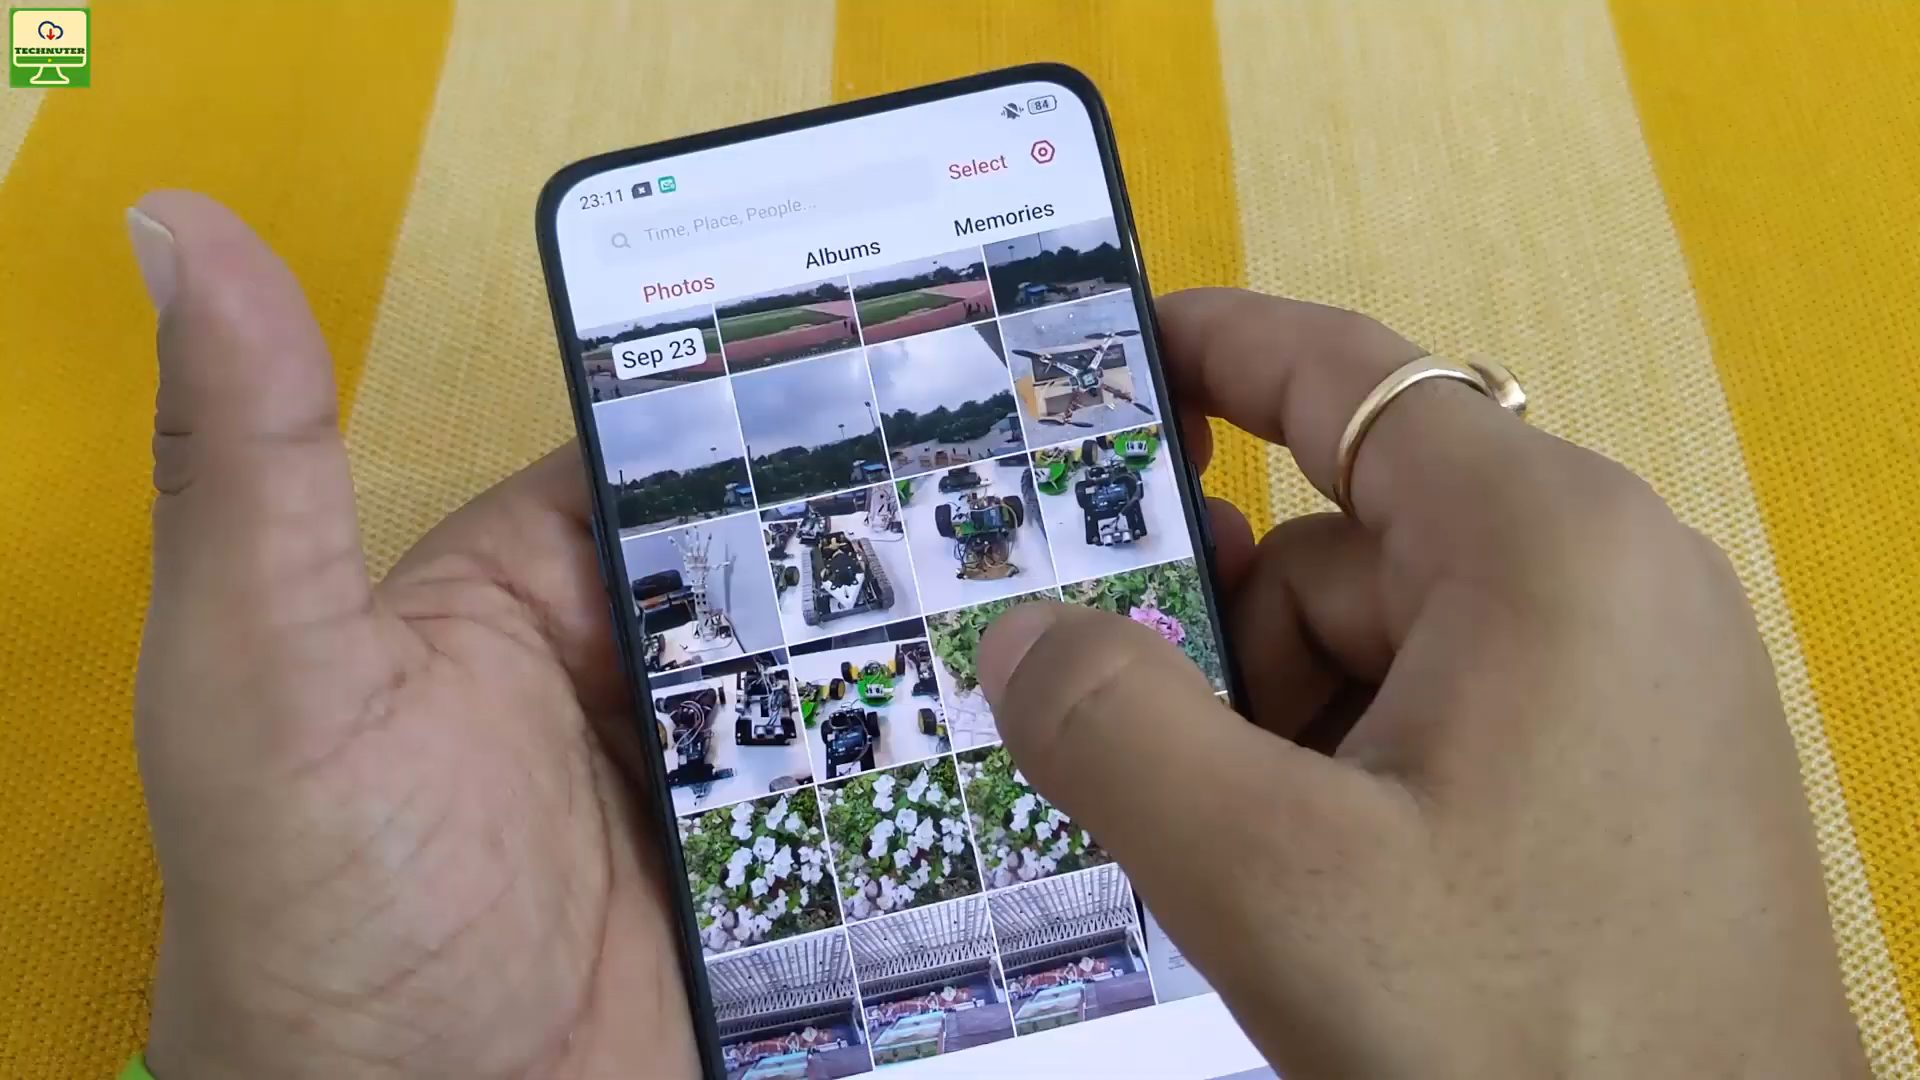 TECHNUTER
23:11
84
Time, Place, People...
Select
Photos
Albums
Memories
Sep 23